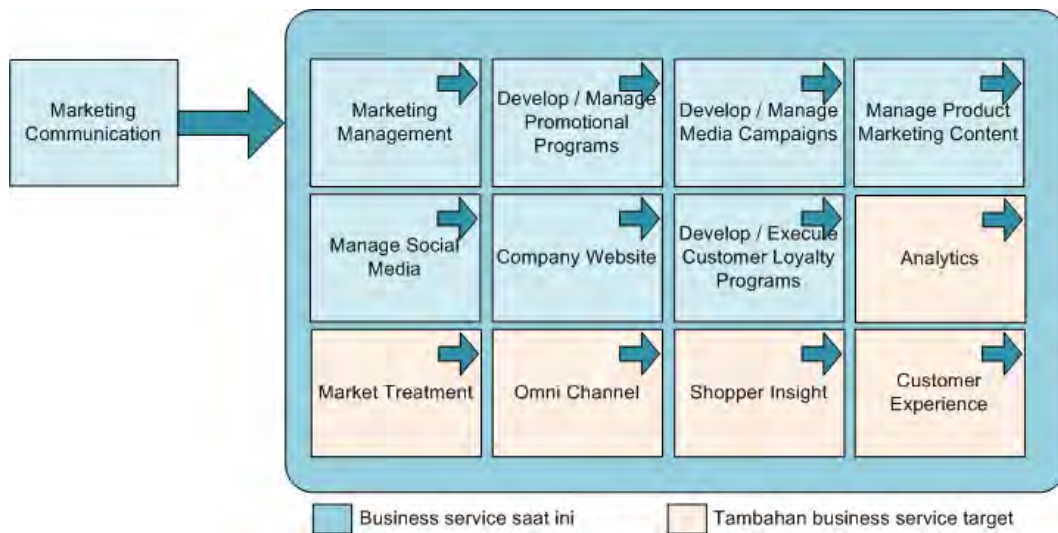 Marketing
Communication
Marketing
Management
Develop / Manage
Promotional
Programs
Develop / Manage
Media Campaigns
Manage Product
Marketing Content
Manage Social
Media
Company Website
Develop / Execute
Customer Loyalty
Programs
Analytics
Market Treatment
Omni Channel
Shopper Insight
Customer
Experience
Business service saat ini
Tambahan business service target